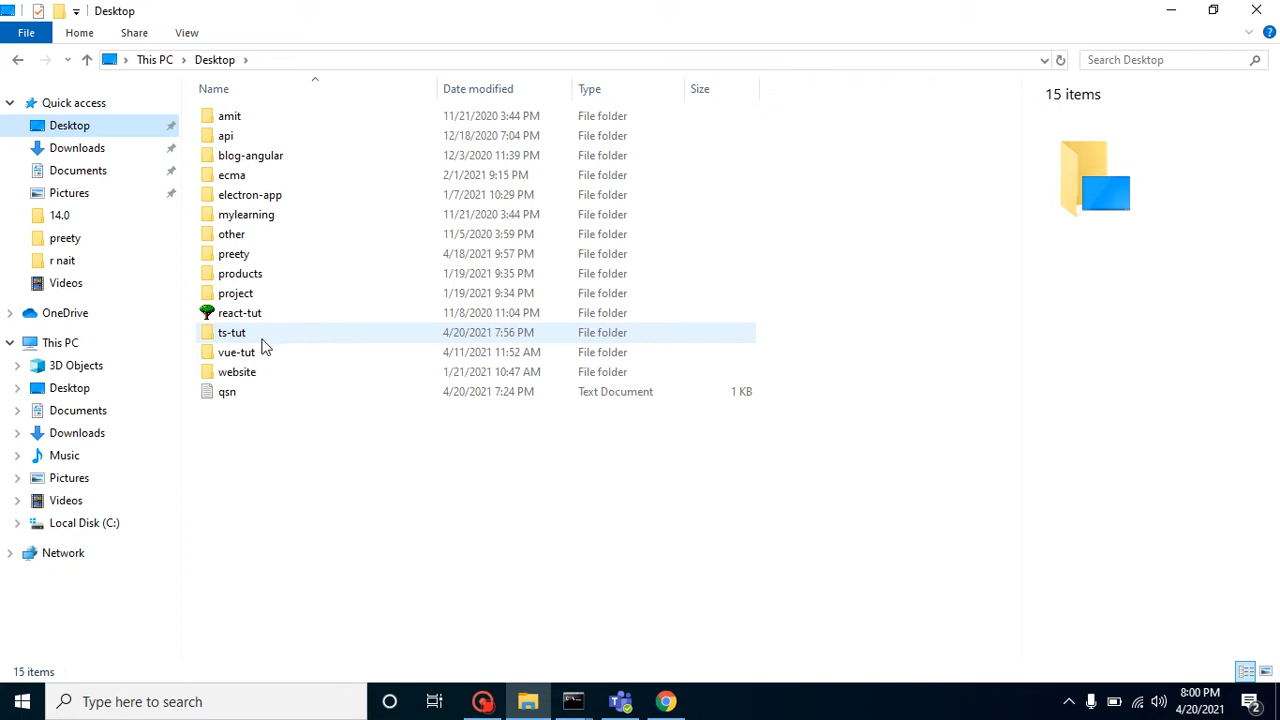 Desktop
File Home Share View
This PC Desktop Search Desktop
Name Date modified Type Size
15 items
Quick access
Desktop
Downloads
Documents
Pictures
14.0
preety
r nait
Videos
OneDrive
This PC
3D Objects
Desktop
Documents
Downloads
Music
Pictures
Videos
Local Disk (C:)
Network
amit 11/21/2020 3:44 PM File folder
api 12/18/2020 7:04 PM File folder
blog-angular 12/3/2020 11:39 PM File folder
ecma 2/1/2021 9:15 PM File folder
electron-app 1/7/2021 10:29 PM File folder
mylearning 11/21/2020 3:44 PM File folder
other 11/5/2020 3:59 PM File folder
preety 4/18/2021 9:57 PM File folder
products 1/19/2021 9:35 PM File folder
project 1/19/2021 9:34 PM File folder
react-tut 11/8/2020 11:04 PM File folder
ts-tut 4/20/2021 7:56 PM File folder
vue-tut 4/11/2021 11:52 AM File folder
website 1/21/2021 10:47 AM File folder
qsn 4/20/2021 7:24 PM Text Document 1 KB
15 items
Type here to search
8:00 PM
4/20/2021
2